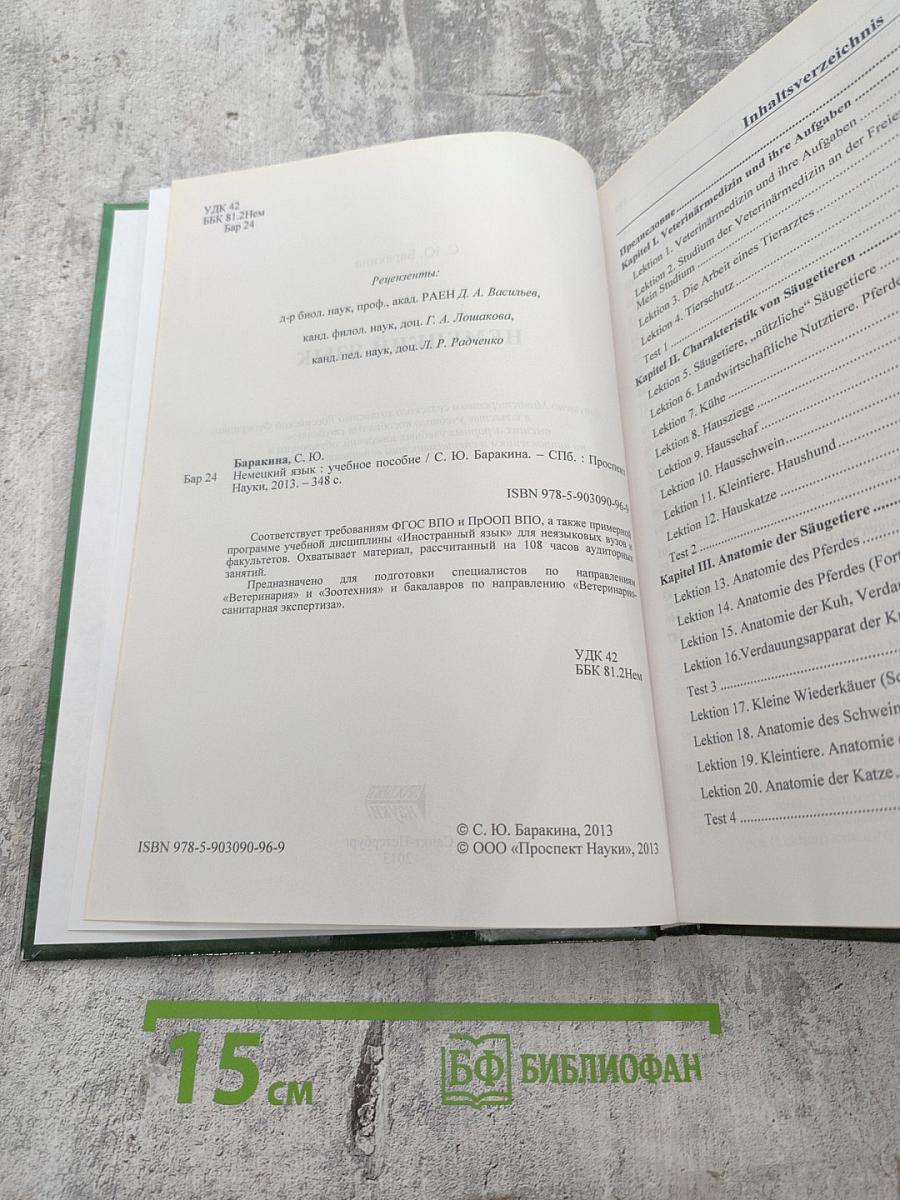 УДК 42
ББК 81.2Нем
Бар 24
Рецензенты:
д-р биол. наук, проф., акад. РАЕН Д. А. Васильев,
канд. филол. наук, доц. Г. А. Лошакова,
канд. пед. наук, доц. Л. Р. Радченко
Баракина, С. Ю.
Бар 24 Немецкий язык : учебное пособие / С. Ю. Баракина. – СПб. : Проспект
Науки, 2013. – 348 с.
ISBN 978-5-903090-96-9
Соответствует требованиям ФГОС ВПО и ПрООП ВПО, а также примерной
программе учебной дисциплины «Иностранный язык» для неязыковых вузов и
факультетов. Охватывает материал, рассчитанный на 108 часов аудиторных
занятий.
Предназначено для подготовки специалистов по направлениям
«Ветеринария» и «Зоотехния» и бакалавров по направлению «Ветеринарно-
санитарная экспертиза».
УДК 42
ББК 81.2Нем
ISBN 978-5-903090-96-9
© С. Ю. Баракина, 2013
© ООО «Проспект Науки», 2013
Inhaltsverzeichnis
Предисловие
Kapitel I. Veterinärmedizin und ihre Aufgaben
Lektion 1. Veterinärmedizin und ihre Aufgaben
Lektion 2. Studium der Veterinärmedizin an der Freien
Mein Studium
Lektion 3. Die Arbeit eines Tierarztes
Lektion 4. Tierschutz
Test 1
Kapitel II. Charakteristik von Säugetieren
Lektion 5. Säugetiere, „nützliche“ Säugetiere
Lektion 6. Landwirtschaftliche Nutztiere. Pferde
Lektion 7. Kühe
Lektion 8. Hausziege
Lektion 9. Hausschaf
Lektion 10. Hausschwein
Lektion 11. Kleintiere. Haushund
Lektion 12. Hauskatze
Test 2
Kapitel III. Anatomie der Säugetiere
Lektion 13. Anatomie des Pferdes
Lektion 14. Anatomie des Pferdes (Fort
Lektion 15. Anatomie der Kuh, Verdau
Lektion 16.Verdauungsapparat der K
Test 3
Lektion 17. Kleine Wiederkäuer (Sc
Lektion 18. Anatomie des Schwein
Lektion 19. Kleintiere. Anatomie
Lektion 20. Anatomie der Katze
Test 4
15 см
БФ БИБЛИОФАН